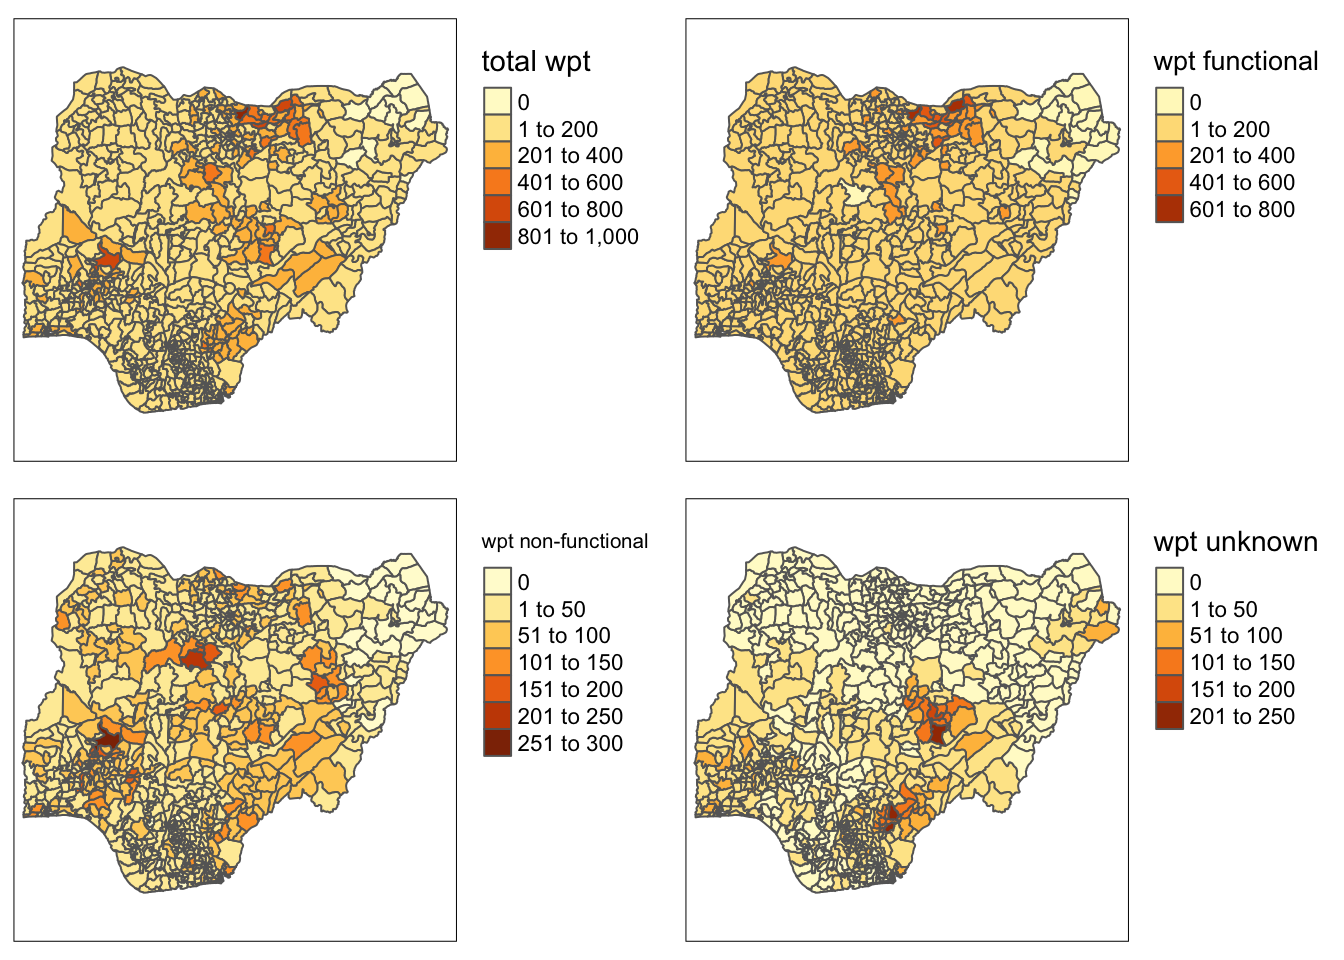 total wpt
0
1 to 200
201 to 400
401 to 600
601 to 800
801 to 1,000
wpt functional
0
1 to 200
201 to 400
401 to 600
601 to 800
wpt non-functional
0
1 to 50
51 to 100
101 to 150
151 to 200
201 to 250
251 to 300
wpt unknown
0
1 to 50
51 to 100
101 to 150
151 to 200
201 to 250